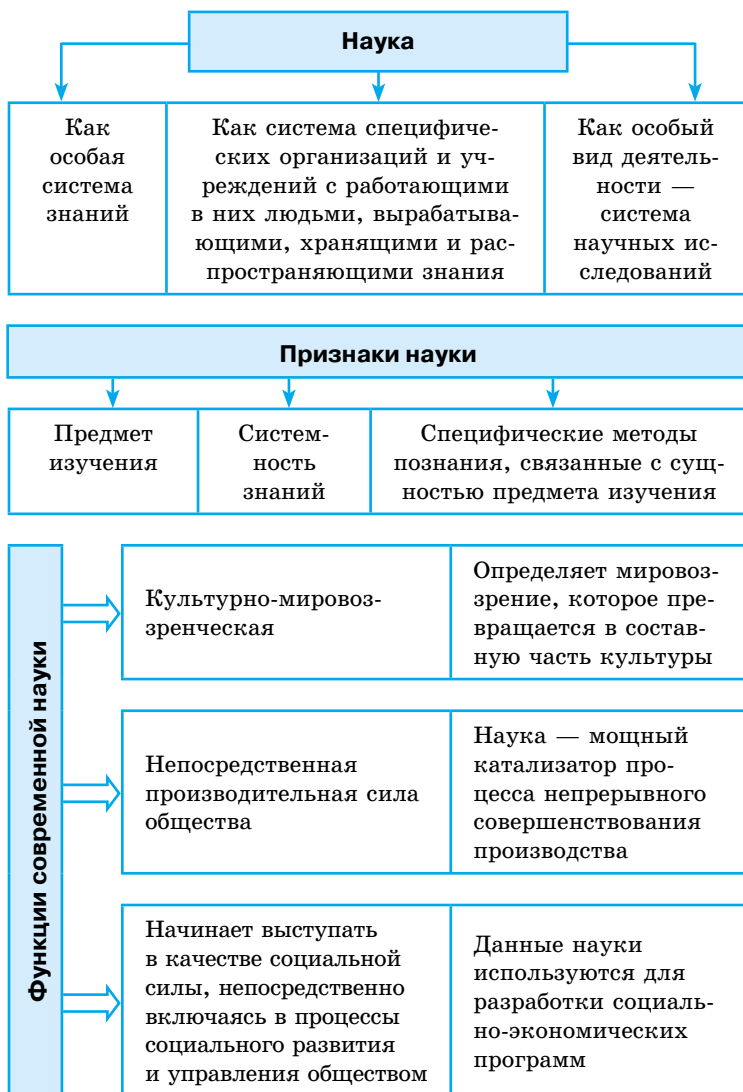 Наука
Как
особая
система
знаний
Как система специфиче-
ских организаций и уч-
реждений с работающими
в них людьми, вырабатыва-
ющими, хранящими и рас-
пространяющими знания
Как особый
вид деятель-
ности —
система
научных ис-
следований
Признаки науки
Предмет
изучения
Систем-
ность
знаний
Специфические методы
познания, связанные с сущ-
ностью предмета изучения
Функции современной науки
Культурно-мировоз-
зренческая
Определяет мировоз-
зрение, которое пре-
вращается в состав-
ную часть культуры
Непосредственная
производительная сила
общества
Наука — мощный
катализатор про-
цесса непрерывного
совершенствования
производства
Начинает выступать
в качестве социальной
силы, непосредственно
включаясь в процессы
социального развития
и управления обществом
Данные науки
используются для
разработки социаль-
но-экономических
программ